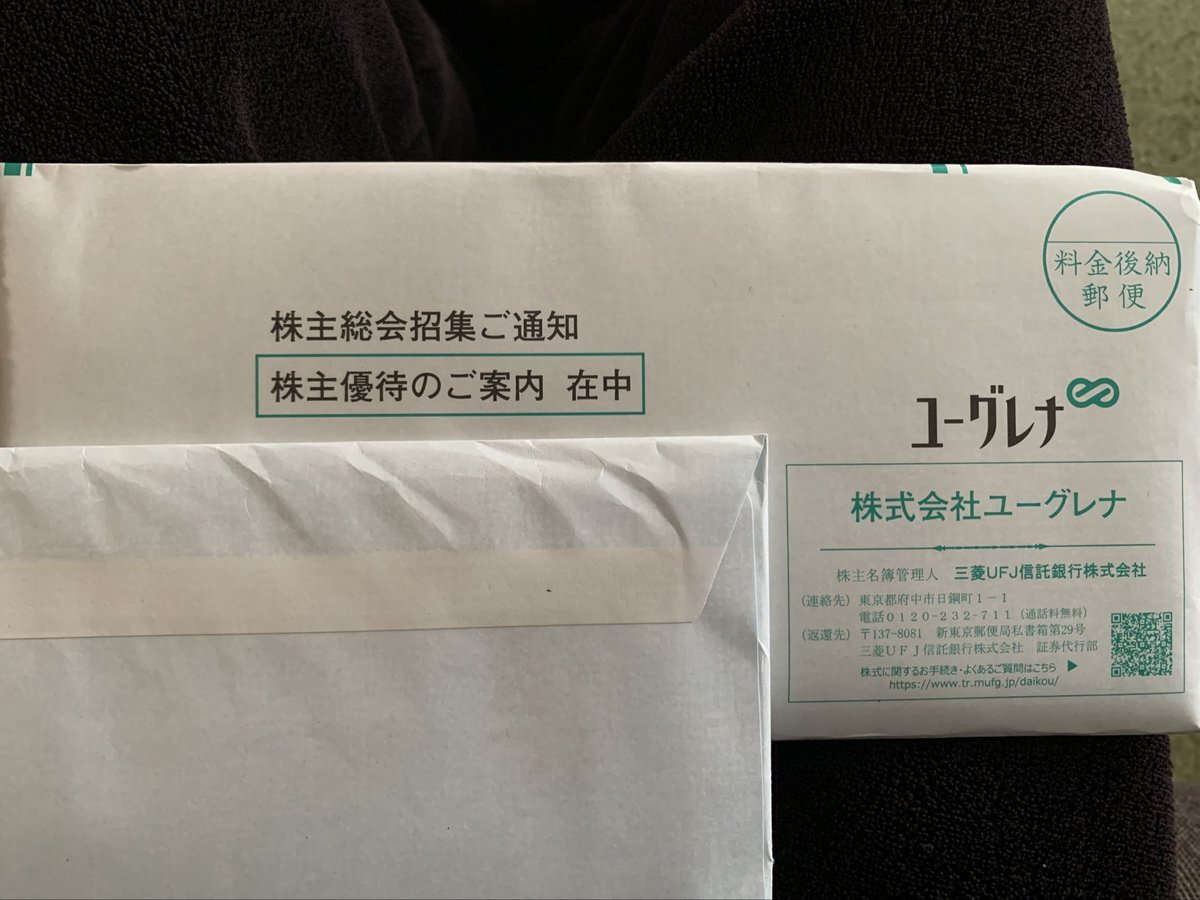 料金後納
郵便
株主総会招集ご通知
株主優待のご案内 在中
ユーグレナ
株式会社ユーグレナ
株主名簿管理人 三菱UFJ信託銀行株式会社
(連絡先) 東京都府中市日鋼町1-1
電話0120-232-711 (通話料無料)
(返還先) 〒137-8081 新東京郵便局私書箱第29号
三菱UFJ信託銀行株式会社 証券代行部
株式に関するお手続き・よくあるご質問はこちら ▶
https://www.tr.mufg.jp/daikou/